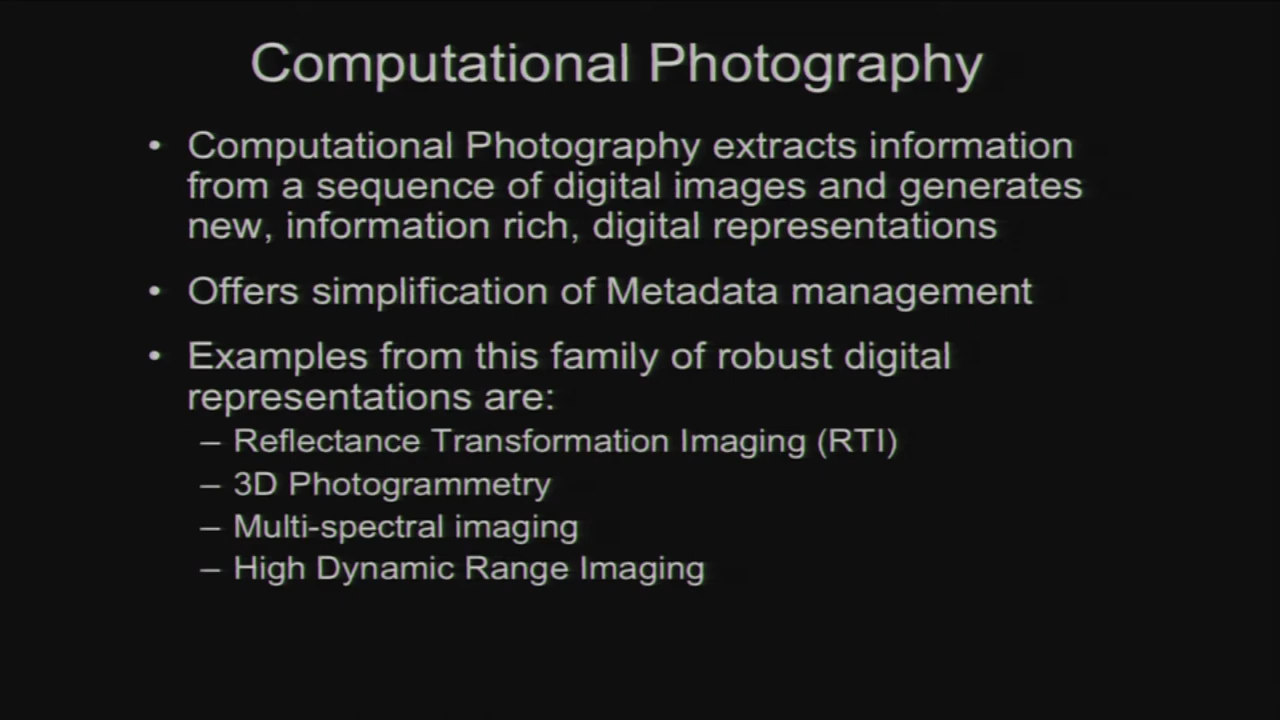 Computational Photography
• Computational Photography extracts information
from a sequence of digital images and generates
new, information rich, digital representations
• Offers simplification of Metadata management
• Examples from this family of robust digital
representations are:
– Reflectance Transformation Imaging (RTI)
– 3D Photogrammetry
– Multi-spectral imaging
– High Dynamic Range Imaging